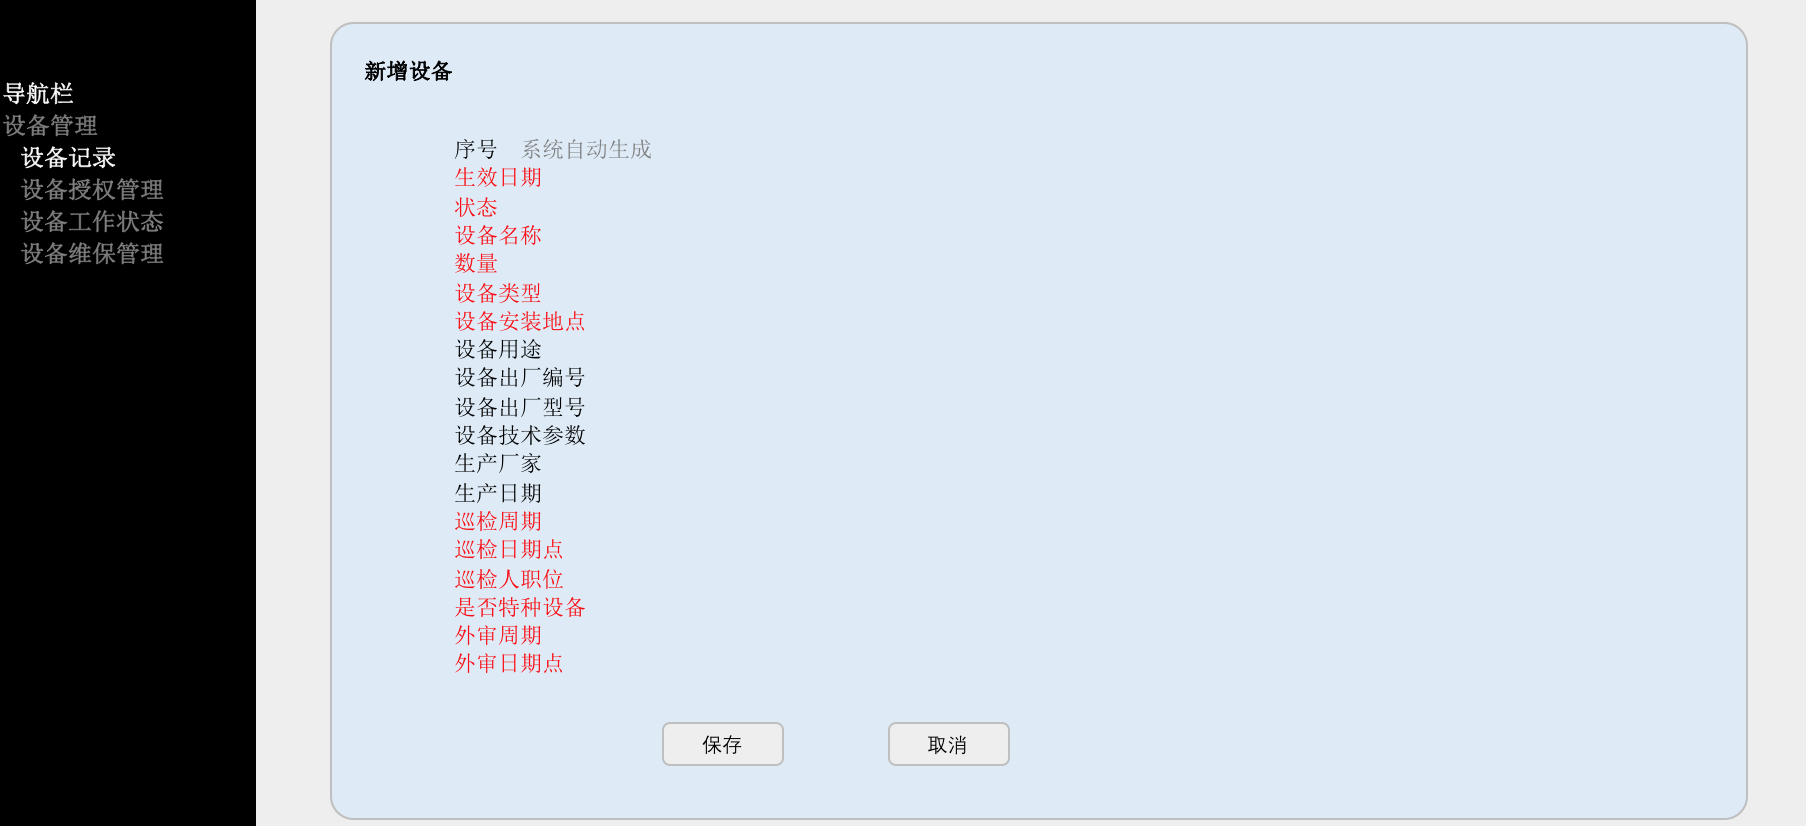 导航栏
设备管理
设备记录
设备授权管理
设备工作状态
设备维保管理
新增设备
序号 系统自动生成
生效日期
状态
设备名称
数量
设备类型
设备安装地点
设备用途
设备出厂编号
设备出厂型号
设备技术参数
生产厂家
生产日期
巡检周期
巡检日期点
巡检人职位
是否特种设备
外审周期
外审日期点
保存 取消